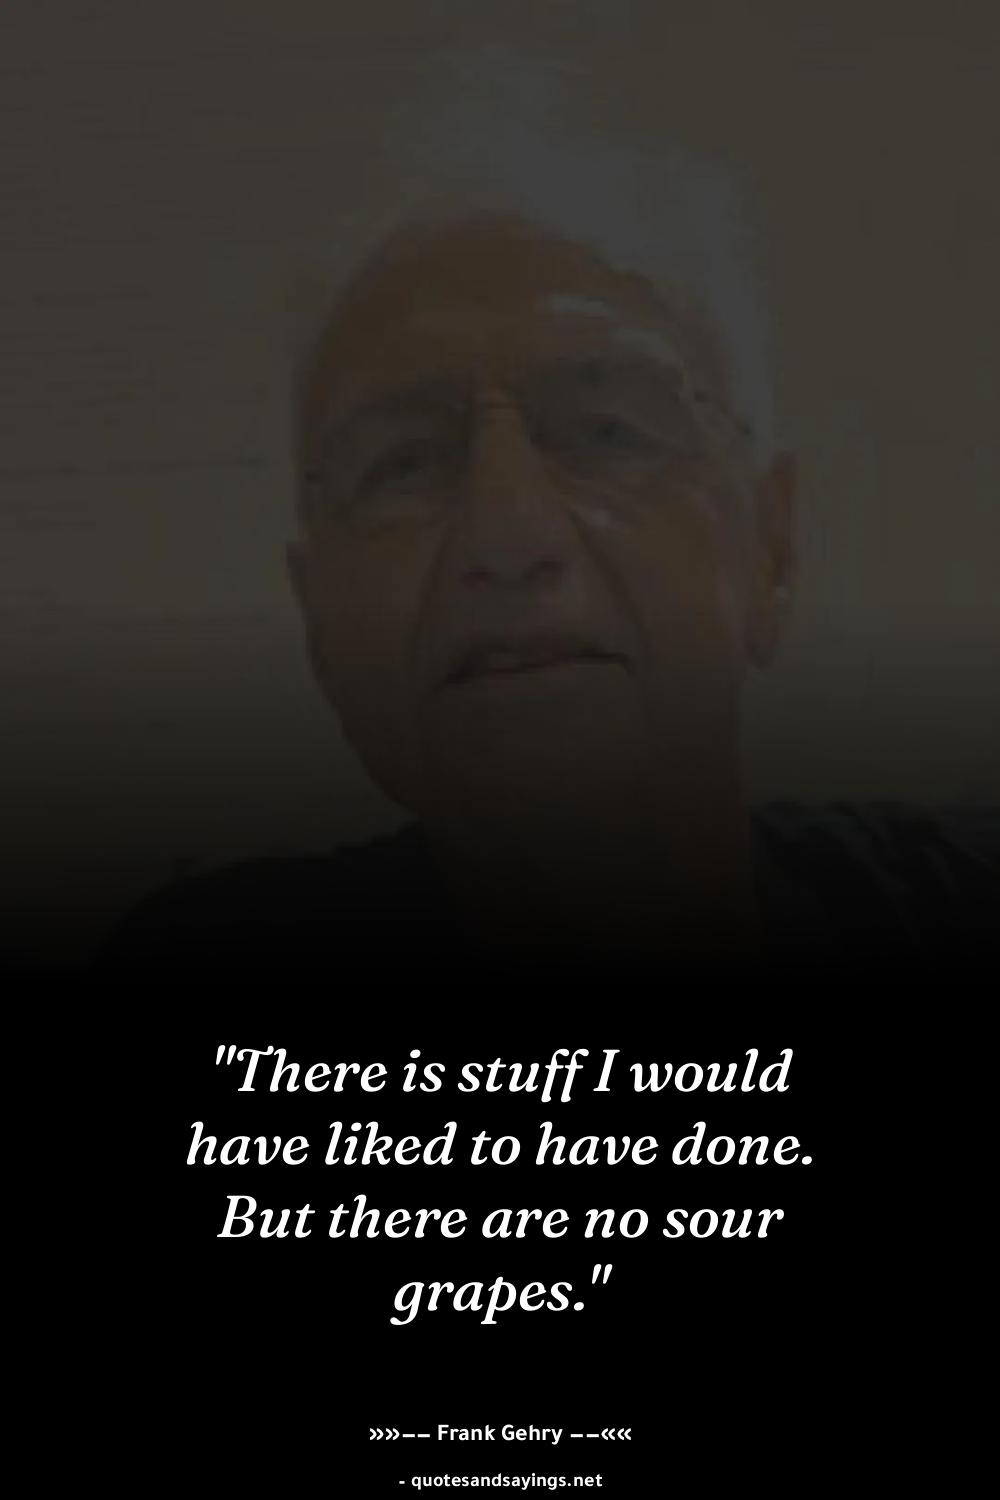 "There is stuff I would
have liked to have done.
But there are no sour
grapes."
»»–– Frank Gehry ––««
- quotesandsayings.net